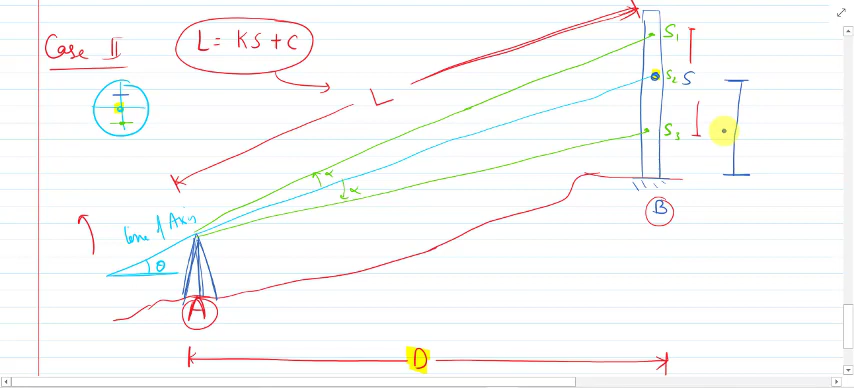 Case II
L = KS + C
S1
S2 S
S3
L
α
α
Line of Axis
θ
A
B
D